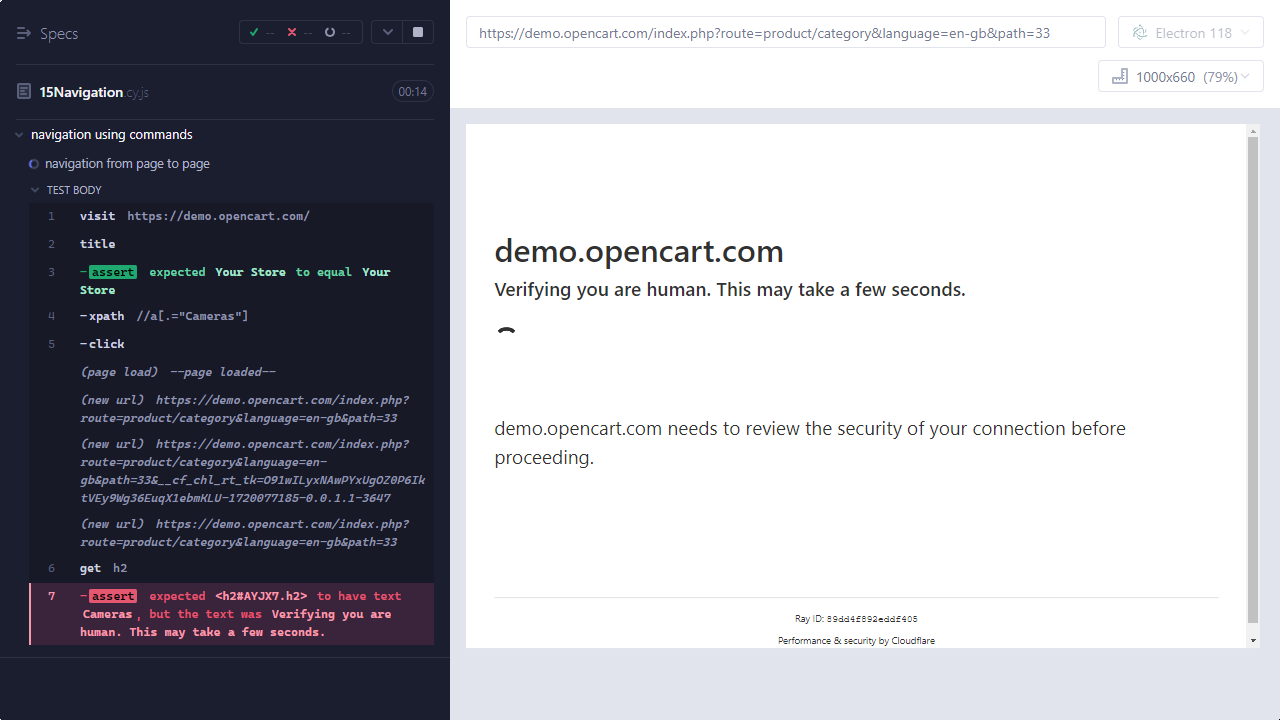 Specs
-- -- --
15Navigation.cy.js
00:14
navigation using commands
navigation from page to page
TEST BODY
1 visit https://demo.opencart.com/
2 title
3 -assert expected Your Store to equal Your
Store
4 -xpath //a[.="Cameras"]
5 -click
(page load) --page loaded--
(new url) https://demo.opencart.com/index.php?
route=product/category&language=en-gb&path=33
(new url) https://demo.opencart.com/index.php?
route=product/category&language=en-
gb&path=33&__cf_chl_rt_tk=O91wILyxNAwPYxUgOZ0P6Ik
tVEy9Wg36EuqX1ebmKLU-1720077185-0.0.1.1-3647
(new url) https://demo.opencart.com/index.php?
route=product/category&language=en-gb&path=33
6 get h2
7 -assert expected <h2#AYJX7.h2> to have text
Cameras, but the text was Verifying you are
human. This may take a few seconds.
https://demo.opencart.com/index.php?route=product/category&language=en-gb&path=33
Electron 118
1000x660 (79%)
demo.opencart.com
Verifying you are human. This may take a few seconds.
demo.opencart.com needs to review the security of your connection before
proceeding.
Ray ID: 89dd4f892eddf405
Performance & security by Cloudflare